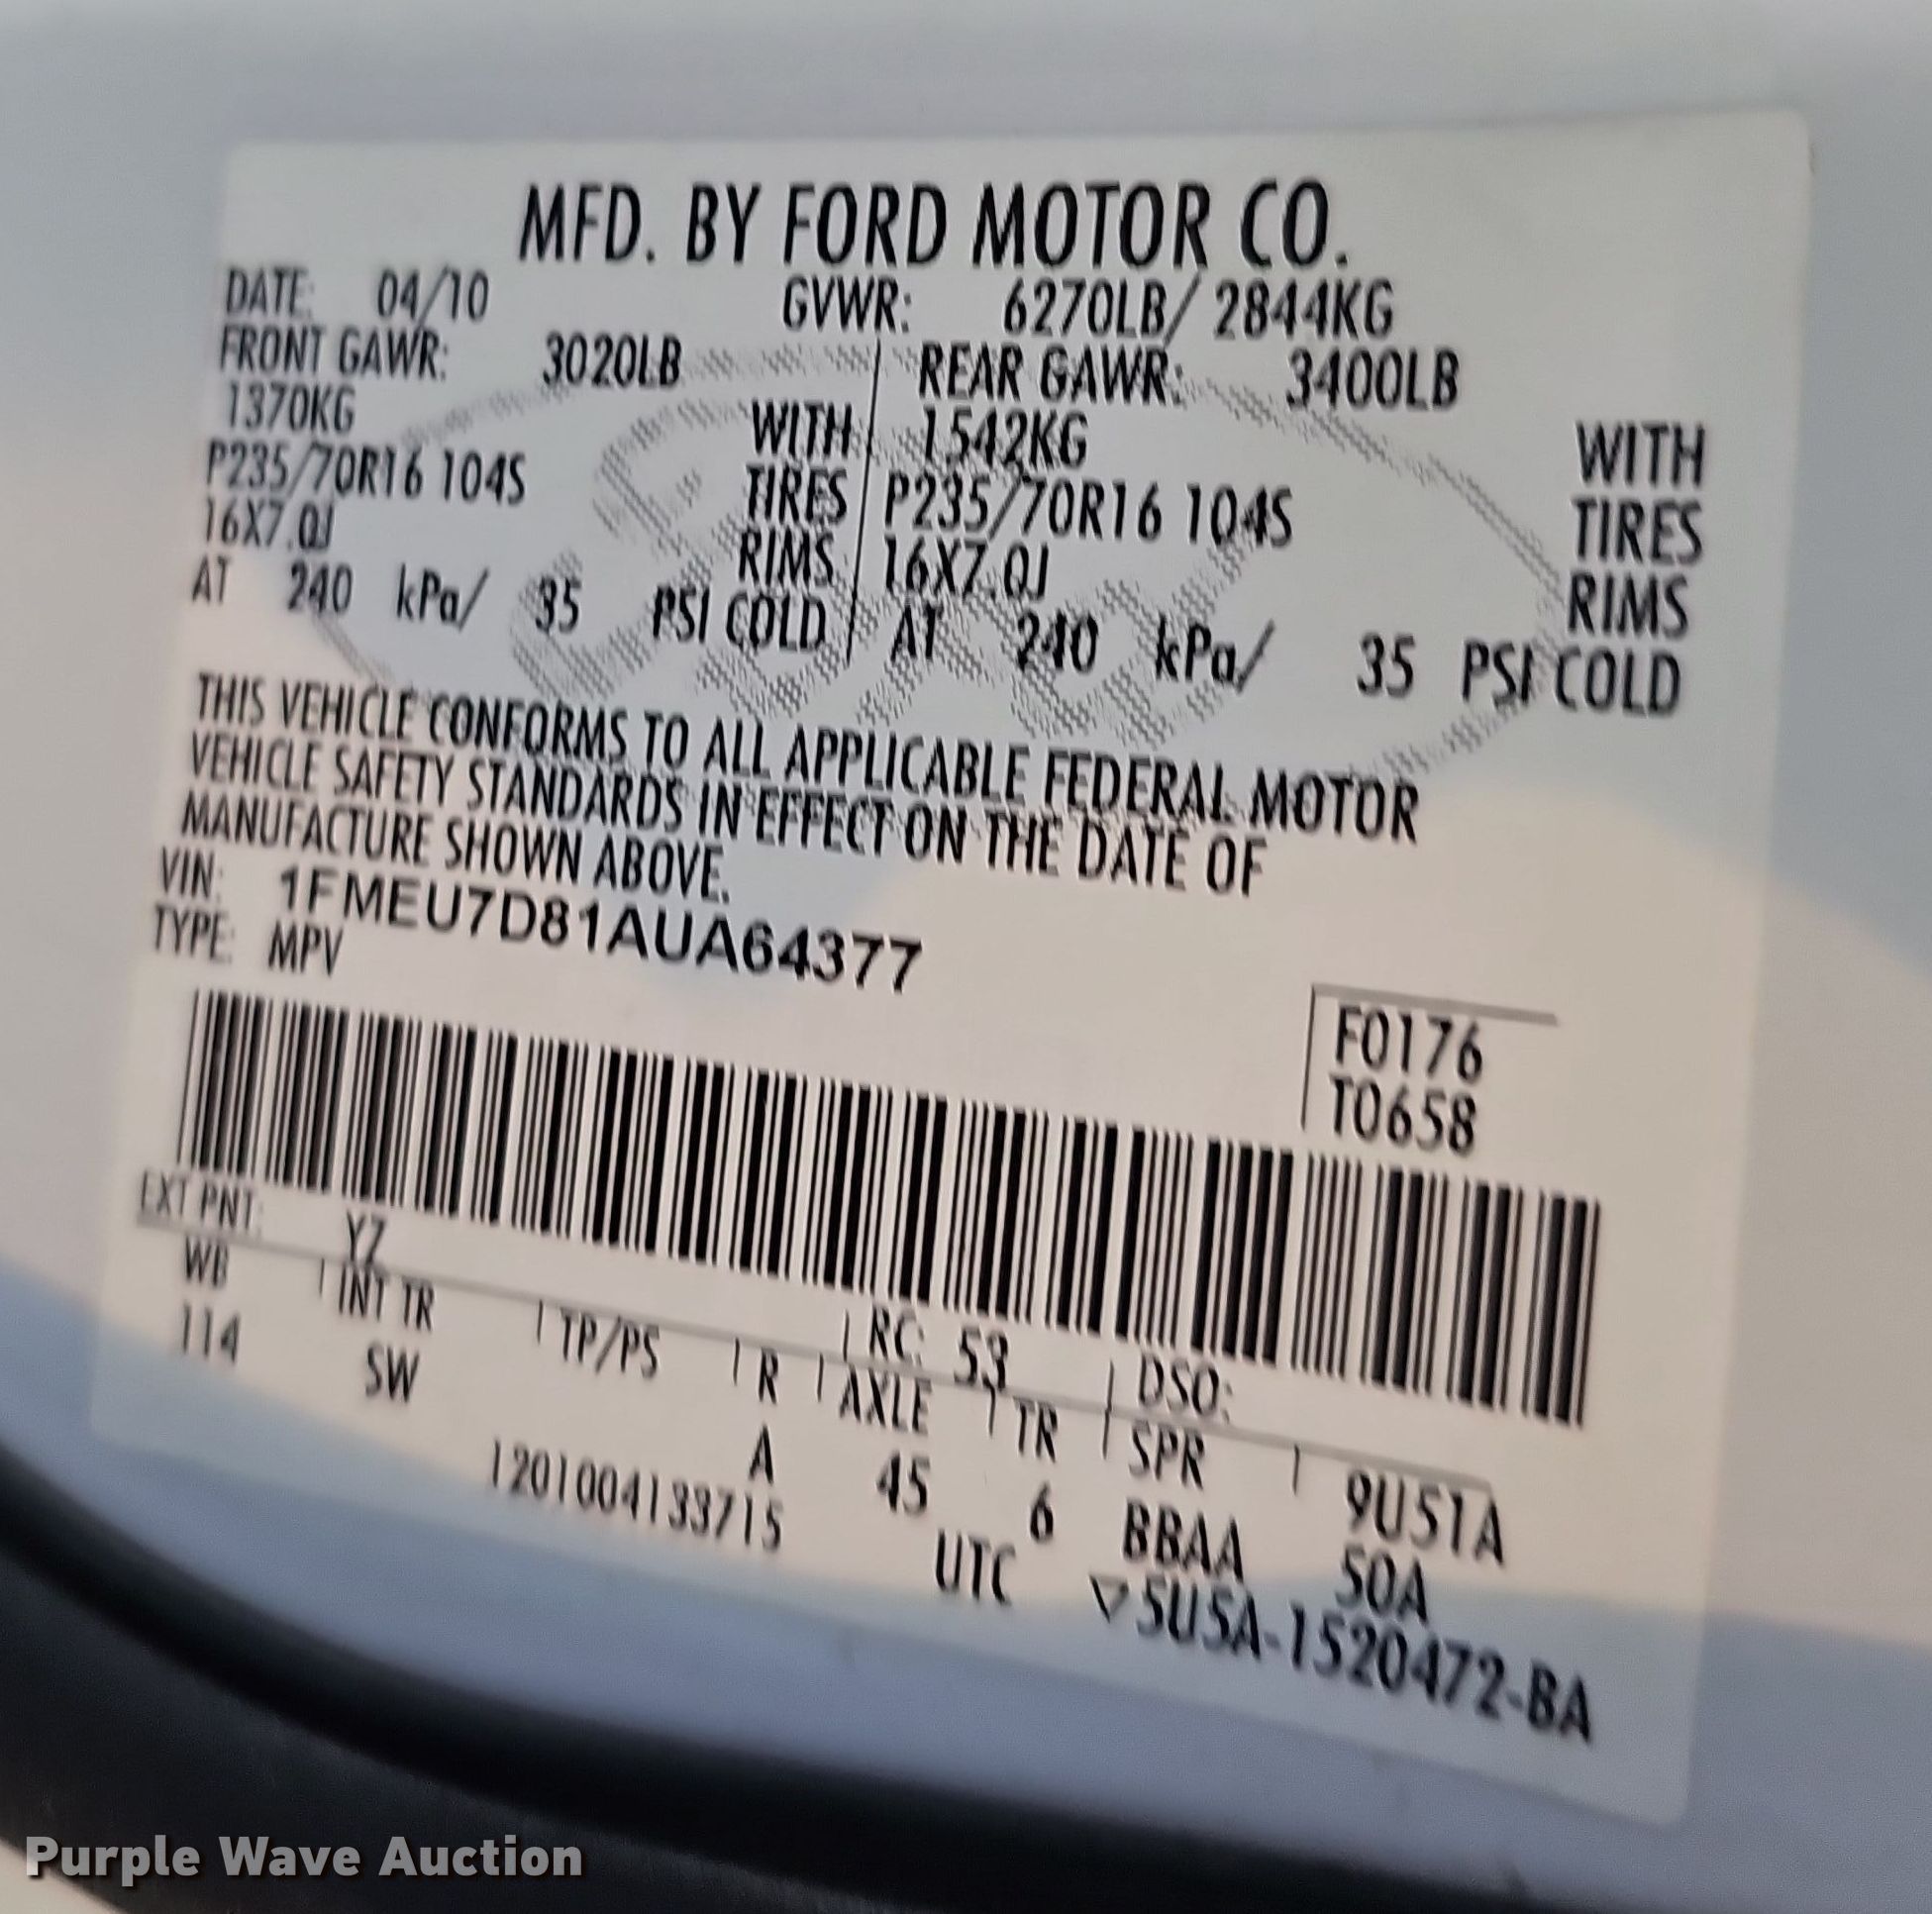 MFD. BY FORD MOTOR CO.
DATE: 04/10 GVWR: 6270LB/ 2844KG
FRONT GAWR: 3020LB REAR GAWR: 3400LB
1370KG WITH 1542KG WITH
P235/70R16 104S TIRES P235/70R16 104S TIRES
16X7.0J RIMS 16X7.0J RIMS
AT 240 kPa/ 35 PSI COLD AT 240 kPa/ 35 PSI COLD
THIS VEHICLE CONFORMS TO ALL APPLICABLE FEDERAL MOTOR
VEHICLE SAFETY STANDARDS IN EFFECT ON THE DATE OF
MANUFACTURE SHOWN ABOVE.
VIN: 1FMEU7D81AUA64377
TYPE: MPV
F0176
T0658
EXT PNT: YZ RC: 53 DSO:
WB INT TR TP/PS R AXLE TR SPR 9U51A
114 SW A 45 6 BBAA 50A
1201004133715 UTC ▽5U5A-1520472-BA
Purple Wave Auction